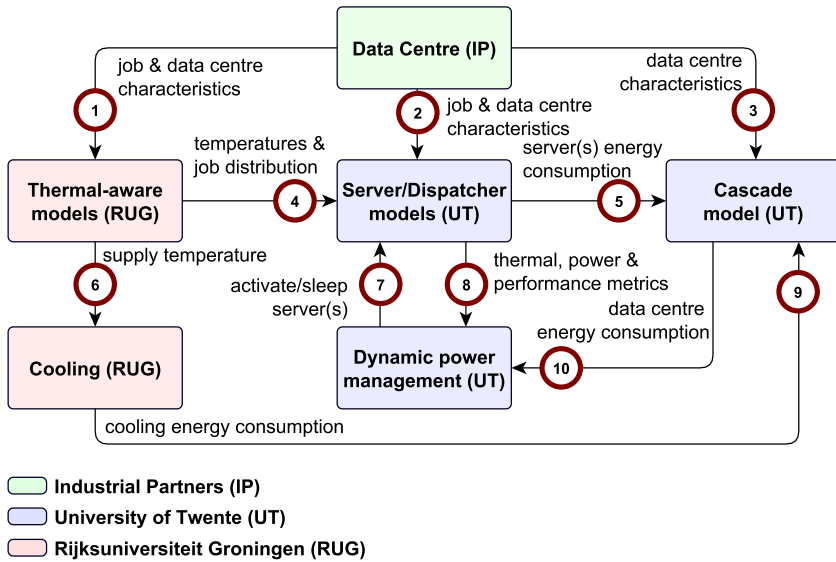 Data Centre (IP)
job & data centre
characteristics
1
2
job & data centre
characteristics
data centre
characteristics
3
Thermal-aware
models (RUG)
temperatures &
job distribution
4
Server/Dispatcher
models (UT)
server(s) energy
consumption
5
Cascade
model (UT)
supply temperature
6
activate/sleep
server(s)
7
8
thermal, power &
performance metrics
9
data centre
energy consumption
10
Cooling (RUG)
Dynamic power
management (UT)
cooling energy consumption
Industrial Partners (IP)
University of Twente (UT)
Rijksuniversiteit Groningen (RUG)